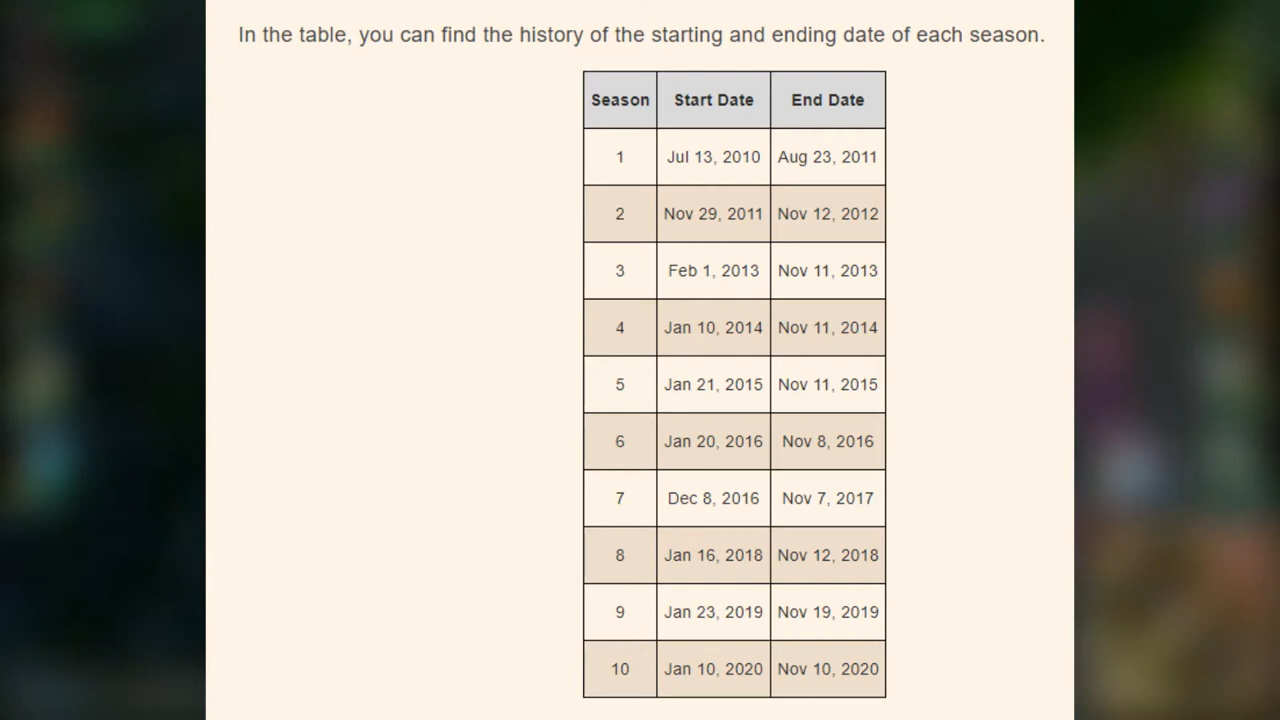 In the table, you can find the history of the starting and ending date of each season.
Season Start Date End Date
1 Jul 13, 2010 Aug 23, 2011
2 Nov 29, 2011 Nov 12, 2012
3 Feb 1, 2013 Nov 11, 2013
4 Jan 10, 2014 Nov 11, 2014
5 Jan 21, 2015 Nov 11, 2015
6 Jan 20, 2016 Nov 8, 2016
7 Dec 8, 2016 Nov 7, 2017
8 Jan 16, 2018 Nov 12, 2018
9 Jan 23, 2019 Nov 19, 2019
10 Jan 10, 2020 Nov 10, 2020